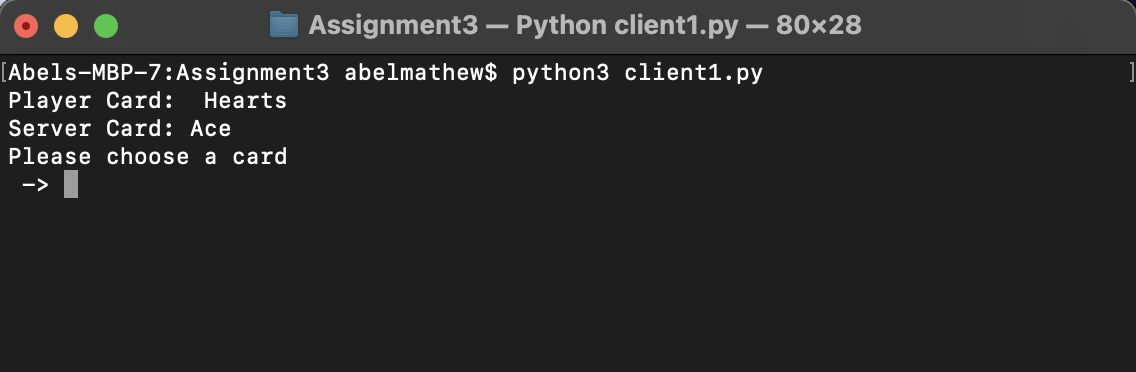 Assignment3 — Python client1.py — 80×28
[Abels-MBP-7:Assignment3 abelmathew$ python3 client1.py ]
Player Card:  Hearts
Server Card: Ace
Please choose a card
 ->